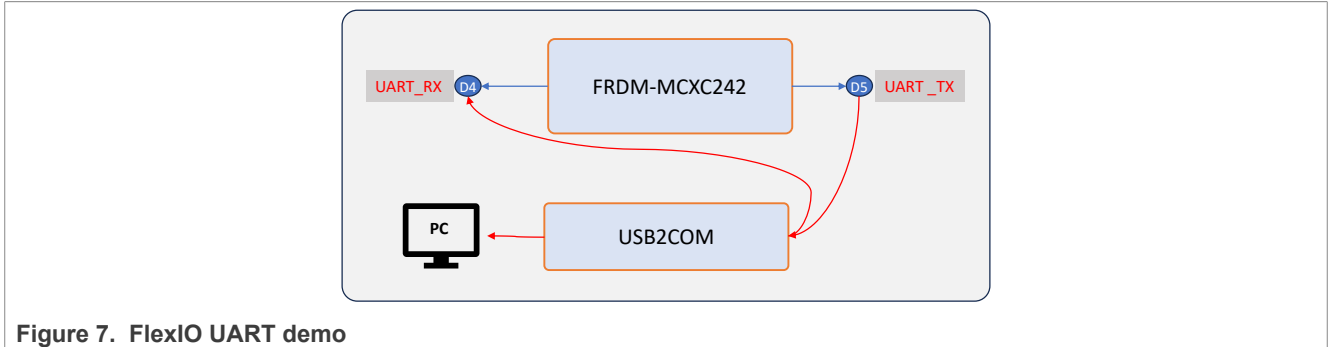 UART_RX D4 FRDM-MCXC242 D5 UART _TX
PC USB2COM
Figure 7. FlexIO UART demo